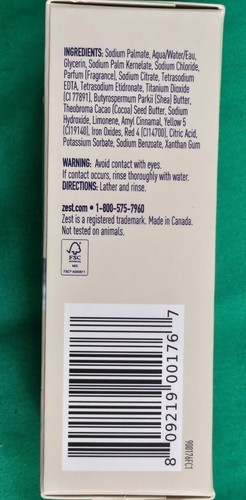 INGREDIENTS: Sodium Palmate, Aqua/Water/Eau,
Glycerin, Sodium Palm Kernelate, Sodium Chloride,
Parfum (Fragrance), Sodium Citrate, Tetrasodium
EDTA, Tetrasodium Etidronate, Titanium Dioxide
(CI 77891), Butyrospermum Parkii (Shea) Butter,
Theobroma Cacao (Cocoa) Seed Butter, Sodium
Hydroxide, Limonene, Amyl Cinnamal, Yellow 5
(CI19140), Iron Oxides, Red 4 (CI14700), Citric Acid,
Potassium Sorbate, Sodium Benzoate, Xanthan Gum
WARNING: Avoid contact with eyes.
If contact occurs, rinse thoroughly with water.
DIRECTIONS: Lather and rinse.
zest.com • 1-800-575-7960
Zest is a registered trademark. Made in Canada.
Not tested on animals.
FSC
MIX
8 09219 00176 7
900176FC1